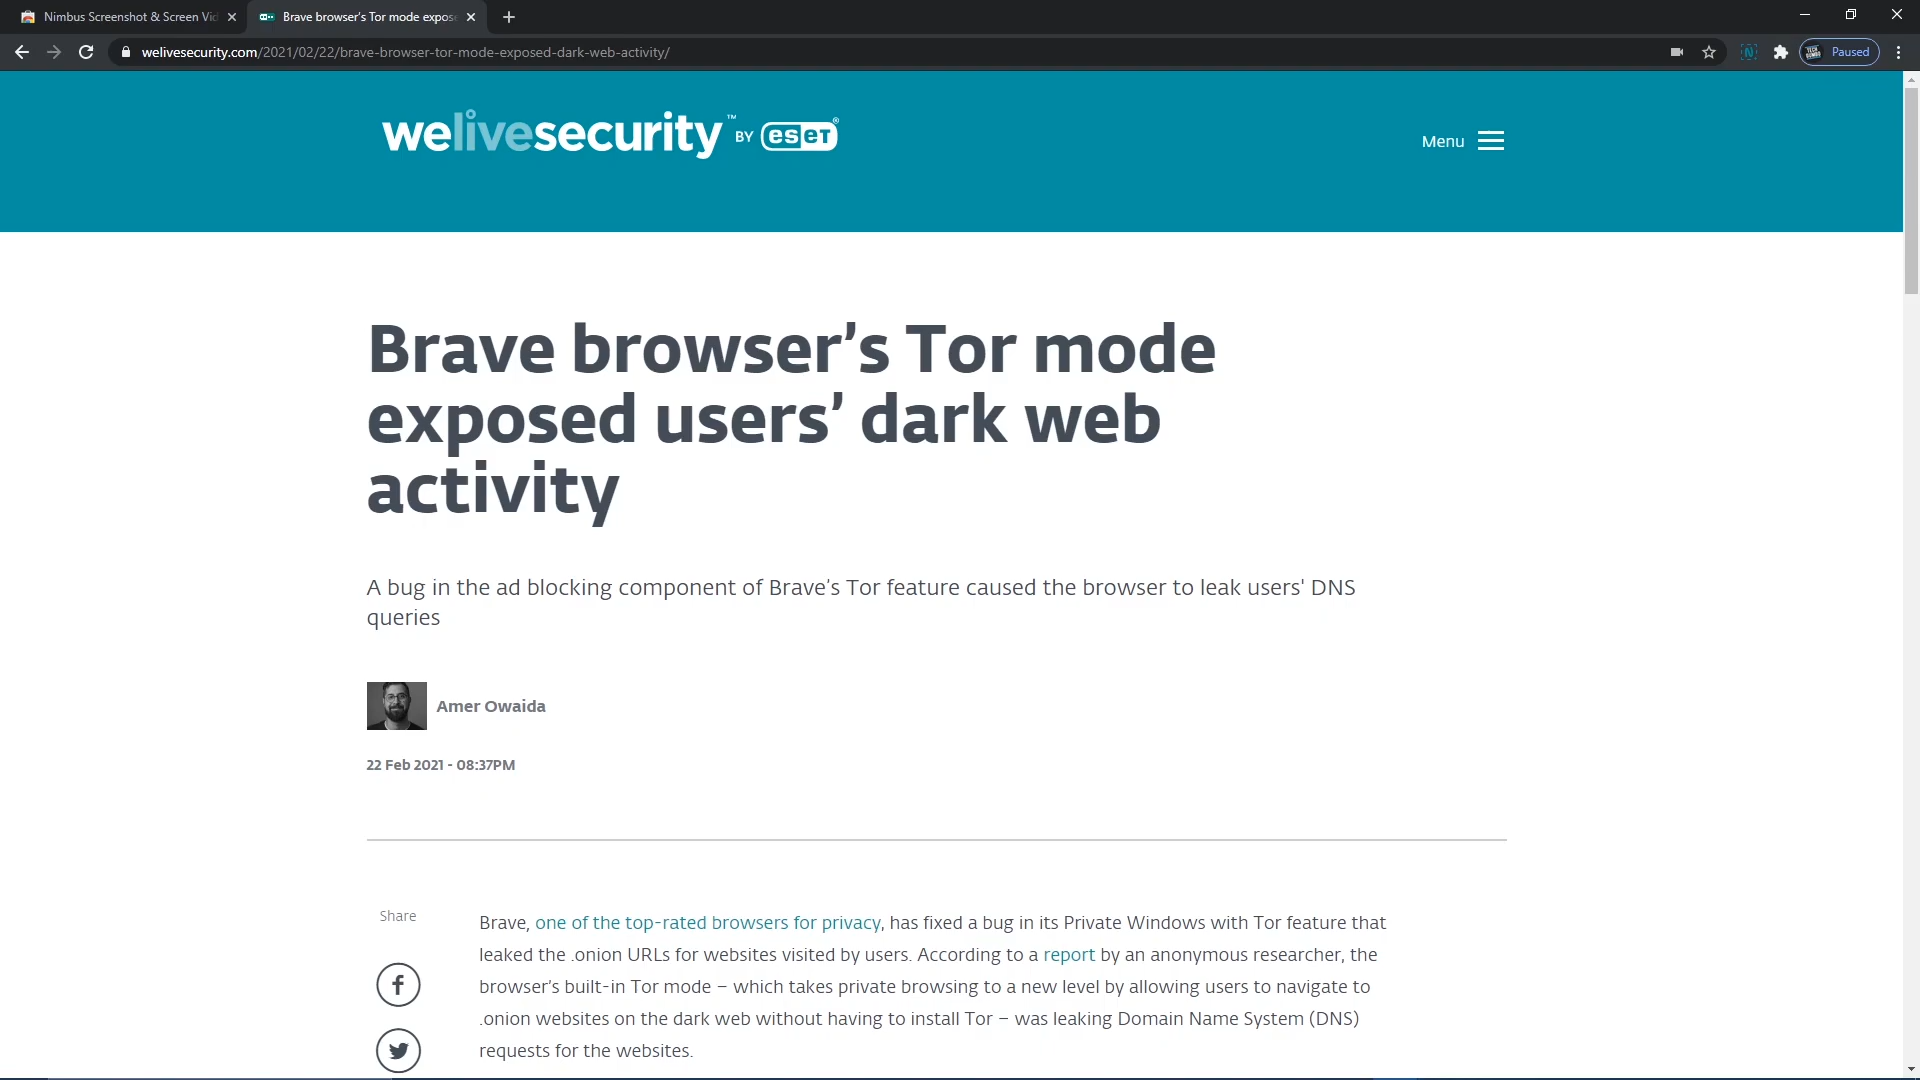 Nimbus Screenshot & Screen Vid
Brave browser's Tor mode expose
welivesecurity.com/2021/02/22/brave-browser-tor-mode-exposed-dark-web-activity/
N
Paused
welivesecurity™ BY eset®
Menu
Brave browser’s Tor mode
exposed users’ dark web
activity
A bug in the ad blocking component of Brave’s Tor feature caused the browser to leak users' DNS
queries
Amer Owaida
22 Feb 2021 - 08:37PM
Share
Brave, one of the top-rated browsers for privacy, has fixed a bug in its Private Windows with Tor feature that
leaked the .onion URLs for websites visited by users. According to a report by an anonymous researcher, the
browser’s built-in Tor mode – which takes private browsing to a new level by allowing users to navigate to
.onion websites on the dark web without having to install Tor – was leaking Domain Name System (DNS)
requests for the websites.